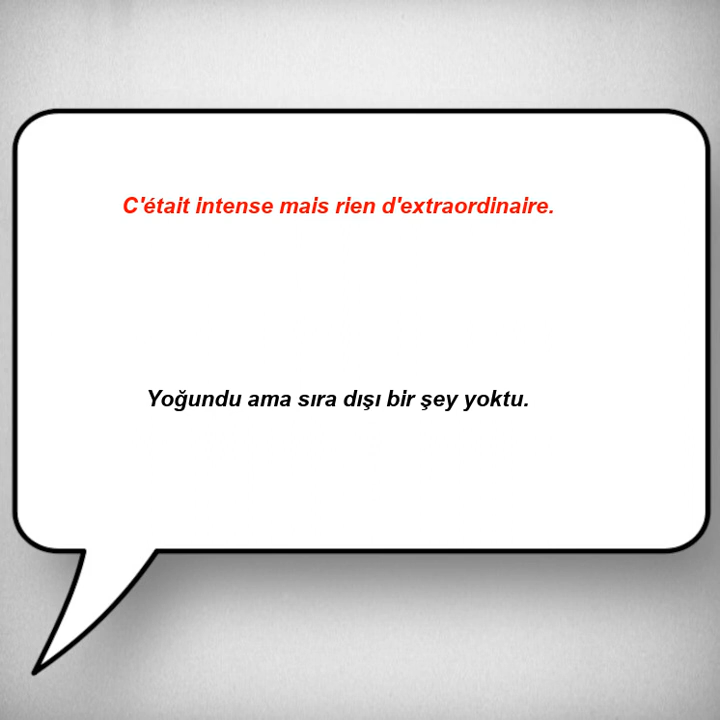 C'était intense mais rien d'extraordinaire.
Yoğundu ama sıra dışı bir şey yoktu.